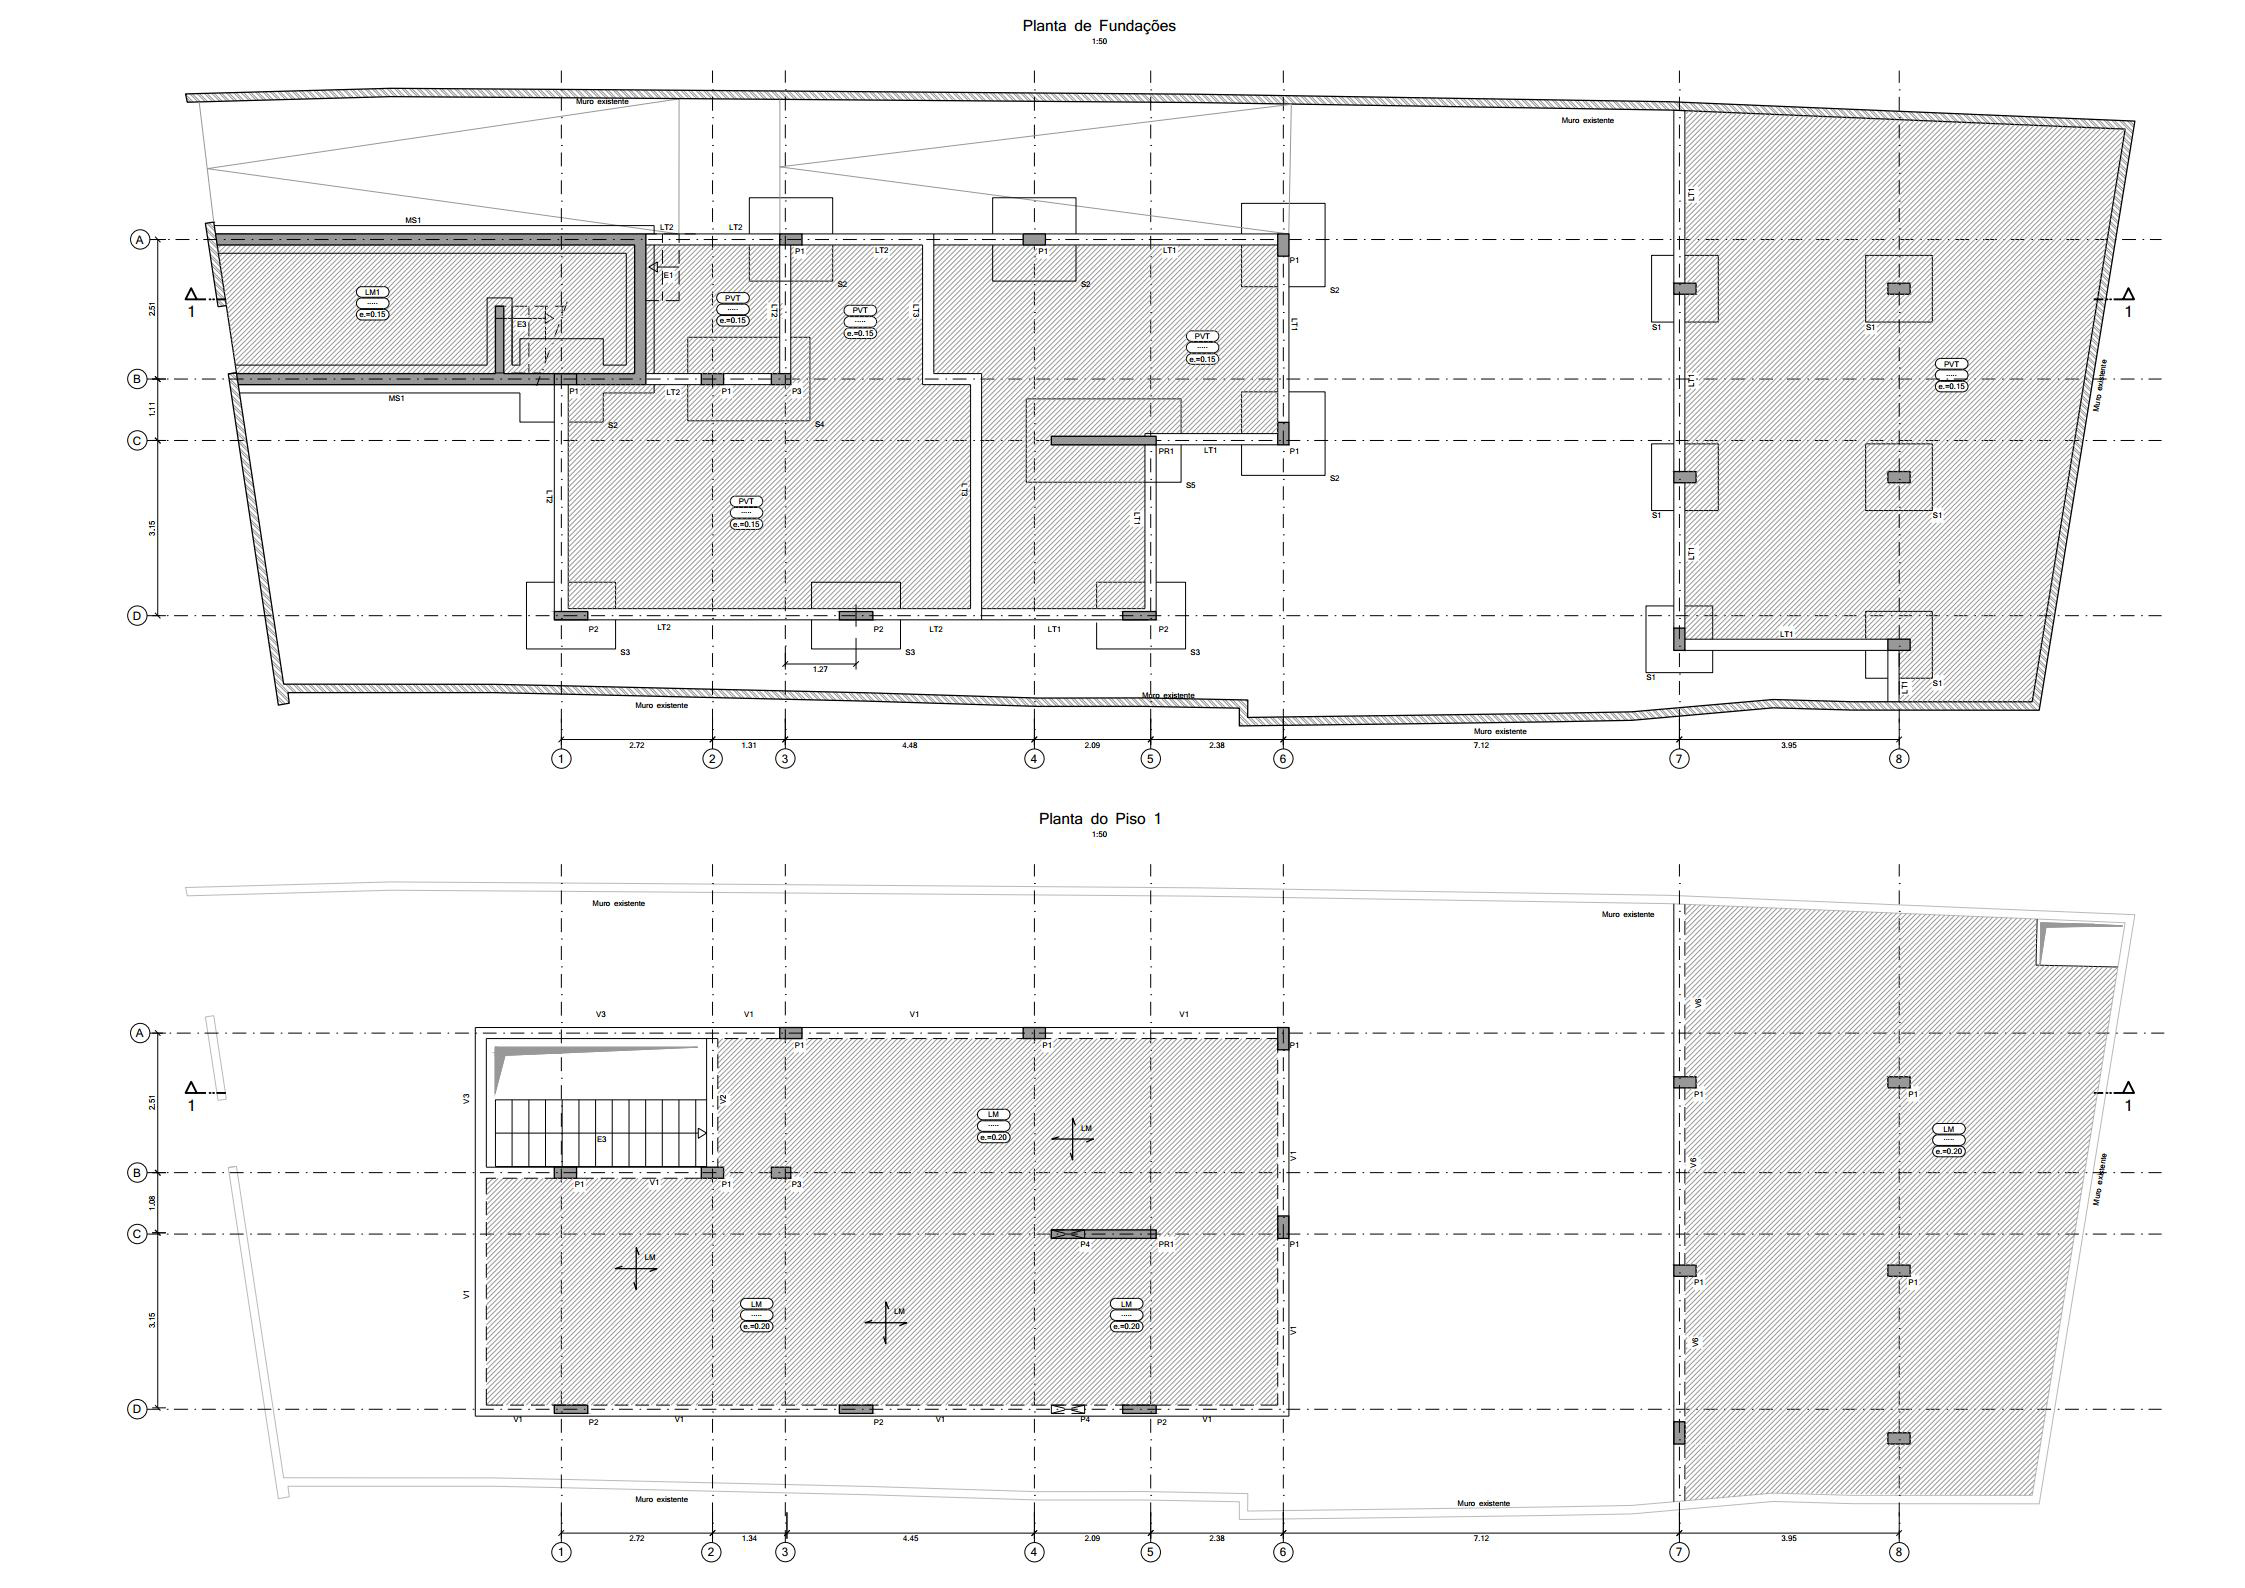 Planta de Fundações
1:50
Muro existente
Muro existente
MS1
LT2
LT2
A
P1
LT2
P1
LT1
P1
LT1
E1
S2
S2
S2
LM1
.....
e.=0.15
PVT
.....
e.=0.15
LT2
PVT
.....
e.=0.15
LT3
LT1
1
1
2.51
E3
S1
S1
PVT
.....
e.=0.15
PVT
.....
e.=0.15
B
MS1
P1
LT2
P1
P3
LT1
Muro existente
1.11
S2
S4
C
PR1
LT1
P1
S2
S5
LT2
LT3
PVT
.....
e.=0.15
LT1
S1
S1
3.15
LT1
D
P2
LT2
P2
LT2
LT1
P2
LT1
S3
S3
S3
1.27
S1
S1
LT1
Muro existente
Muro existente
Muro existente
2.72
1.31
4.48
2.09
2.38
7.12
3.95
1
2
3
4
5
6
7
8
Planta do Piso 1
1:50
Muro existente
Muro existente
V3
V1
V1
V1
V6
A
P1
P1
P1
1
1
2.51
V3
V2
P1
P1
LM
.....
e.=0.20
LM
E3
LM
.....
e.=0.20
V1
V6
B
P1
V1
P1
P3
Muro existente
1.08
C
P4
PR1
P1
LM
P1
P1
V1
LM
.....
e.=0.20
LM
LM
.....
e.=0.20
V1
V6
3.15
D
V1
P2
V1
P2
V1
P4
P2
V1
Muro existente
Muro existente
2.72
1.34
4.45
2.09
2.38
7.12
3.95
1
2
3
4
5
6
7
8